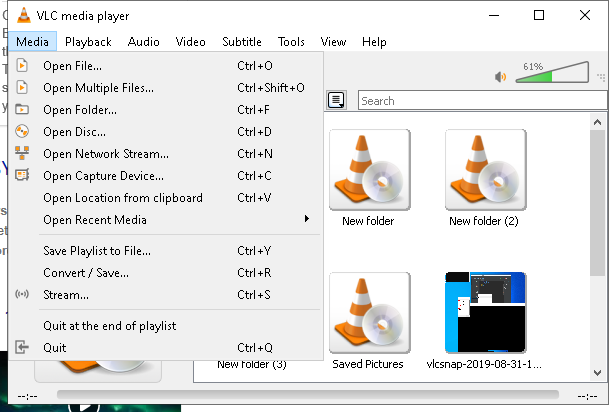 VLC media player
Media Playback Audio Video Subtitle Tools View Help
Open File... Ctrl+O
Open Multiple Files... Ctrl+Shift+O
Open Folder... Ctrl+F
Open Disc... Ctrl+D
Open Network Stream... Ctrl+N
Open Capture Device... Ctrl+C
Open Location from clipboard Ctrl+V
Open Recent Media
Save Playlist to File... Ctrl+Y
Convert / Save... Ctrl+R
Stream... Ctrl+S
Quit at the end of playlist
Quit Ctrl+Q
61%
Search
New folder
New folder (2)
New folder (3)
Saved Pictures
vlcsnap-2019-08-31-1...
--:-- --:--